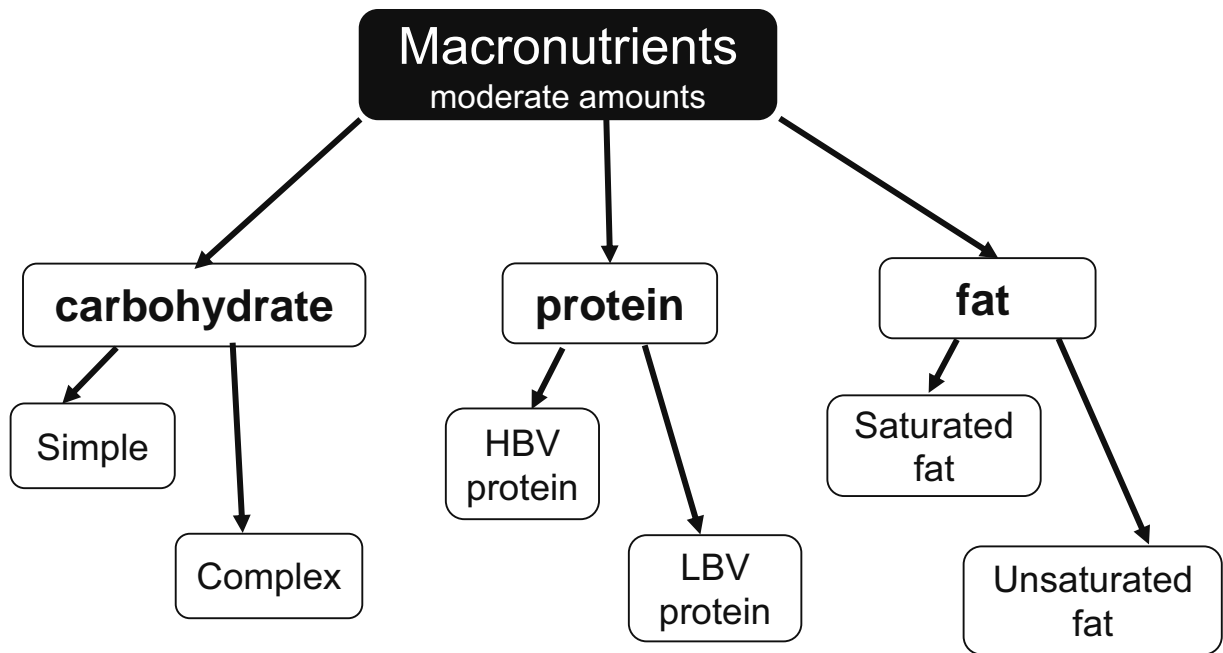 Macronutrients
moderate amounts
carbohydrate
protein
fat
Simple
Complex
HBV
protein
LBV
protein
Saturated
fat
Unsaturated
fat